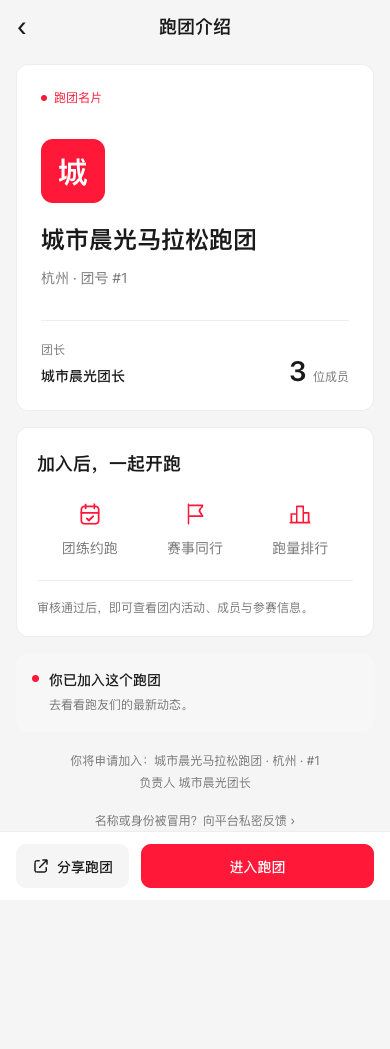 跑团介绍
跑团名片
城
城市晨光马拉松跑团
杭州 · 团号 #1
团长
城市晨光团长
3 位成员
加入后，一起开跑
团练约跑
赛事同行
跑量排行
审核通过后，即可查看团内活动、成员与参赛信息。
你已加入这个跑团
去看看跑友们的最新动态。
你将申请加入：城市晨光马拉松跑团 · 杭州 · #1
负责人 城市晨光团长
名称或身份被冒用？向平台私密反馈 ›
分享跑团
进入跑团